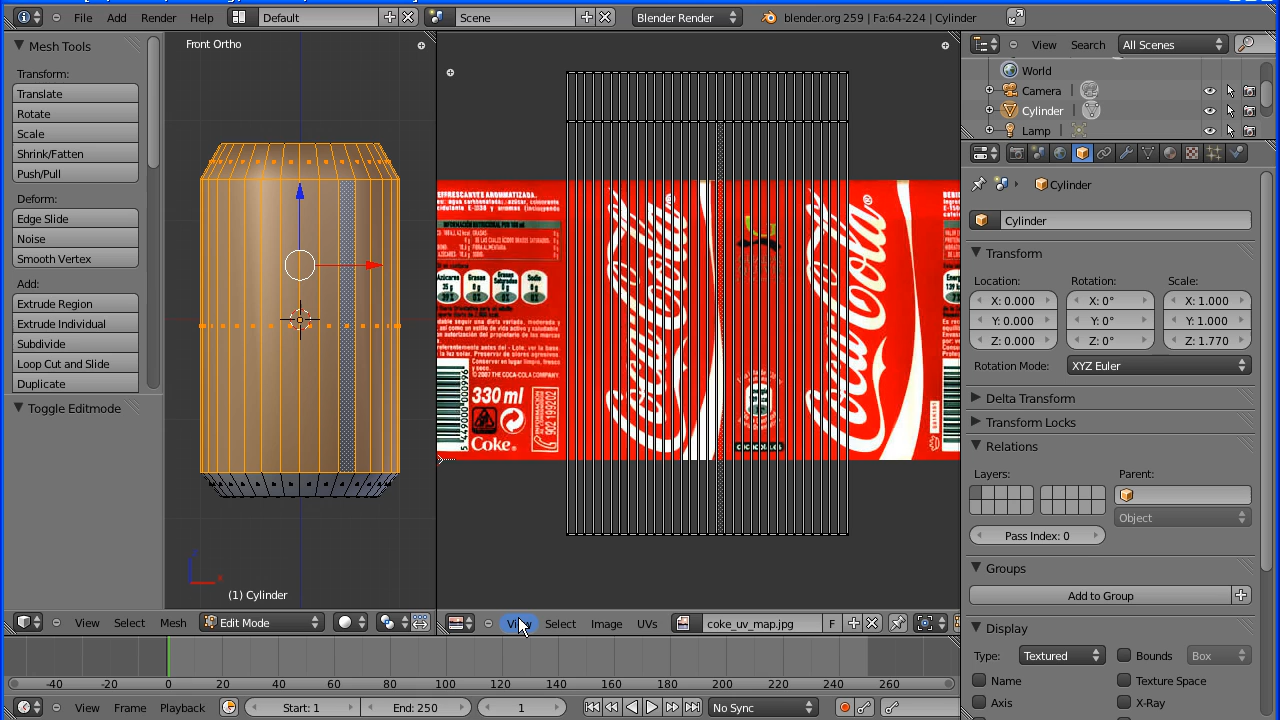 File Add Render Help Default Scene Blender Render blender.org 259 | Fa:64-224 | Cylinder
Mesh Tools
Transform:
Translate
Rotate
Scale
Shrink/Fatten
Push/Pull
Deform:
Edge Slide
Noise
Smooth Vertex
Add:
Extrude Region
Extrude Individual
Subdivide
Loop Cut and Slide
Duplicate
Toggle Editmode
Front Ortho
(1) Cylinder
330 ml
Coke
Coca-Cola
Coca-Cola
© 2007 THE COCA-COLA COMPANY
View Select Mesh Edit Mode
View Select Image UVs coke_uv_map.jpg F
-40 -20 0 20 40 60 80 100 120 140 160 180 200 220 240 260
View Frame Playback Start: 1 End: 250 1 No Sync
View Search All Scenes
World
Camera
Cylinder
Lamp
Cylinder
Cylinder
Transform
Location: Rotation: Scale:
X: 0.000 X: 0° X: 1.000
Y: 0.000 Y: 0° Y: 1.000
Z: 0.000 Z: 0° Z: 1.770
Rotation Mode: XYZ Euler
Delta Transform
Transform Locks
Relations
Layers: Parent:
Object
Pass Index: 0
Groups
Add to Group
Display
Type: Textured Bounds Box
Name Texture Space
Axis X-Ray